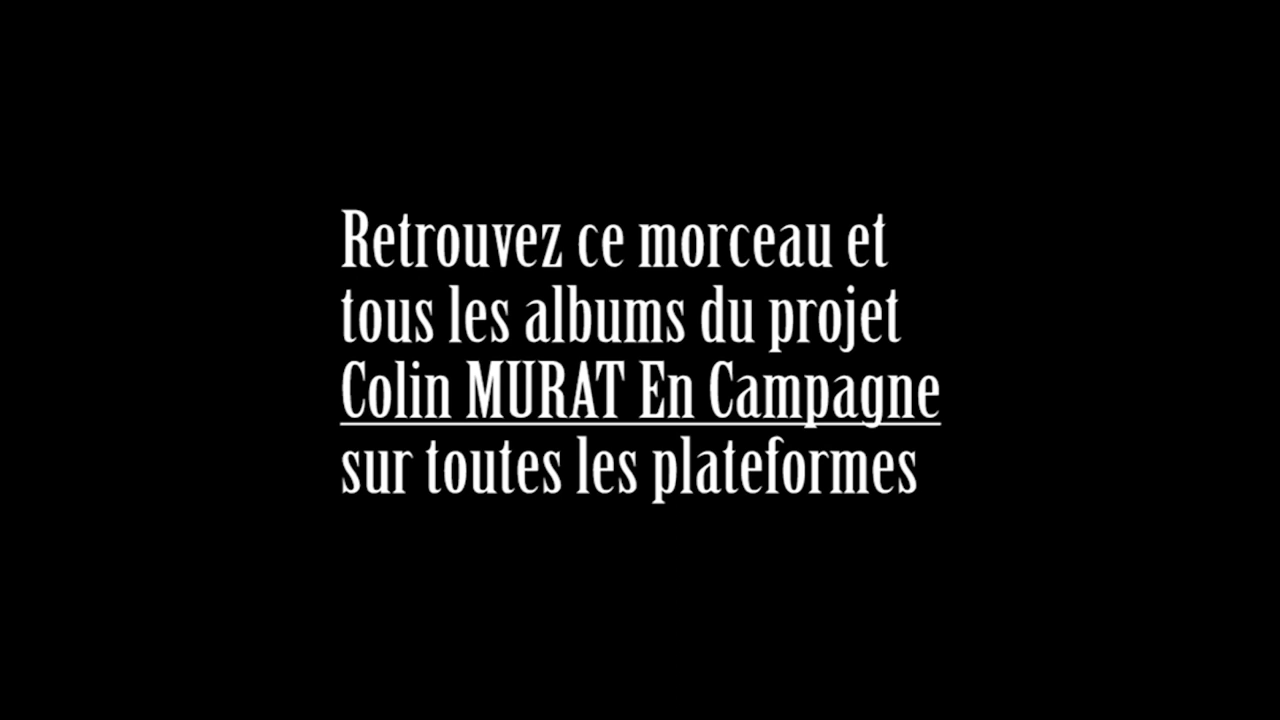 Retrouvez ce morceau et
tous les albums du projet
Colin MURAT En Campagne
sur toutes les plateformes